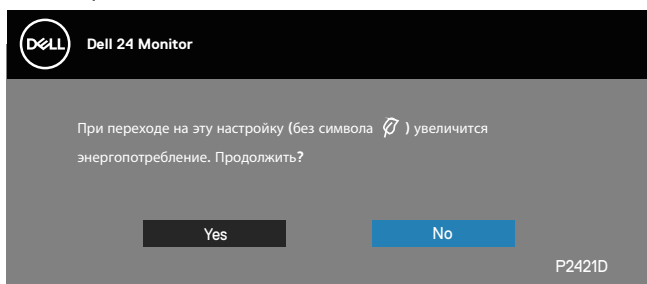 DELL
Dell 24 Monitor
При переходе на эту настройку (без символа ) увеличится
энергопотребление. Продолжить?
Yes
No
P2421D